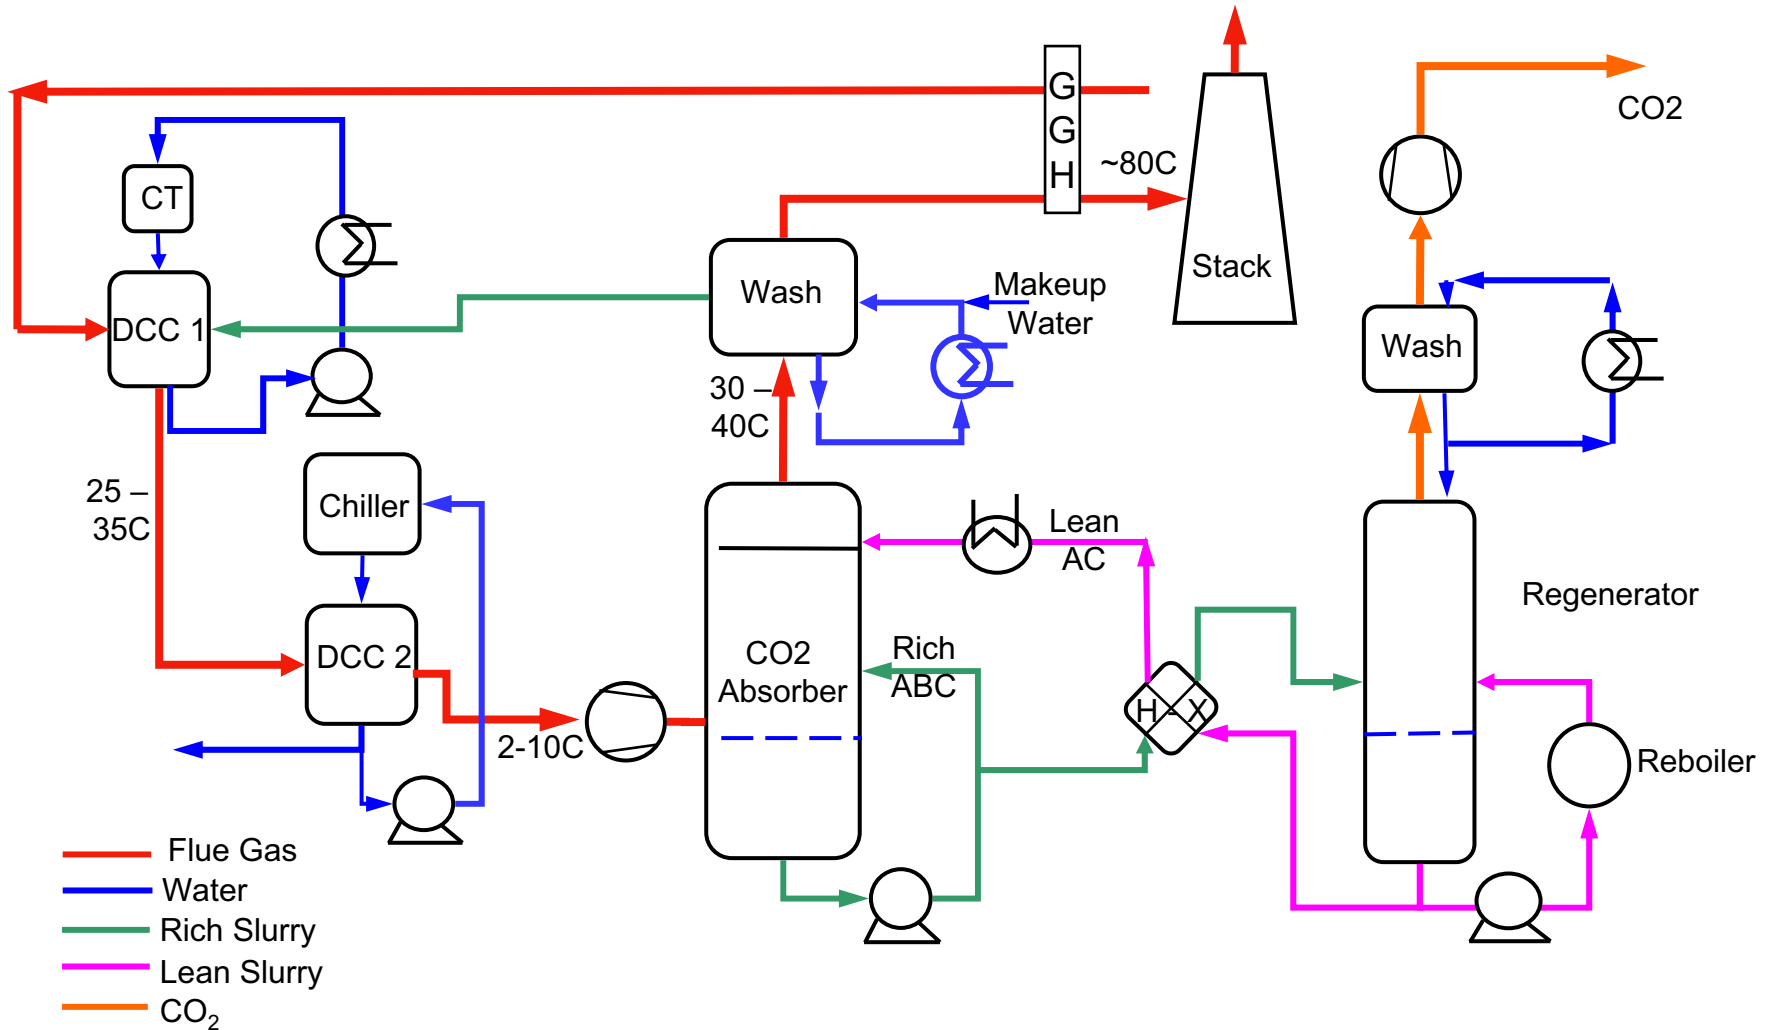 G
G
H
~80C
CO2
CT
Stack
Makeup
Water
Wash
DCC 1
Wash
30 –
40C
25 –
35C
Chiller
Lean
AC
Regenerator
CO2
Absorber
Rich
ABC
DCC 2
H - X
2-10C
Reboiler
Flue Gas
Water
Rich Slurry
Lean Slurry
CO₂